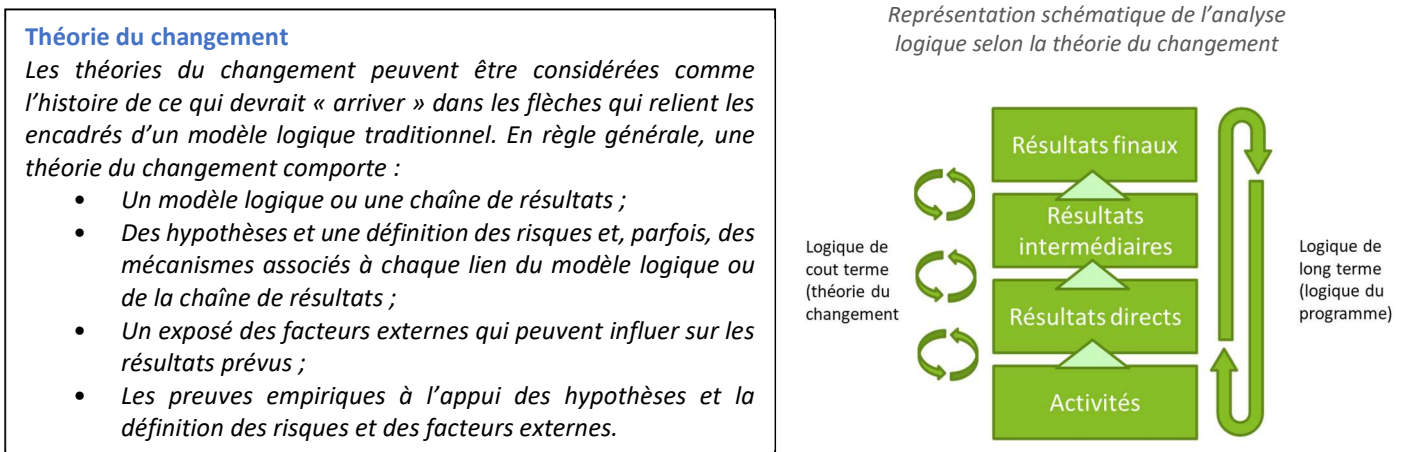 Théorie du changement
Les théories du changement peuvent être considérées comme
l’histoire de ce qui devrait « arriver » dans les flèches qui relient les
encadrés d’un modèle logique traditionnel. En règle générale, une
théorie du changement comporte :
• Un modèle logique ou une chaîne de résultats ;
• Des hypothèses et une définition des risques et, parfois, des
mécanismes associés à chaque lien du modèle logique ou
de la chaîne de résultats ;
• Un exposé des facteurs externes qui peuvent influer sur les
résultats prévus ;
• Les preuves empiriques à l’appui des hypothèses et la
définition des risques et des facteurs externes.
Représentation schématique de l’analyse
logique selon la théorie du changement
Résultats finaux
Résultats
intermédiaires
Résultats directs
Activités
Logique de
cout terme
(théorie du
changement
Logique de
long terme
(logique du
programme)